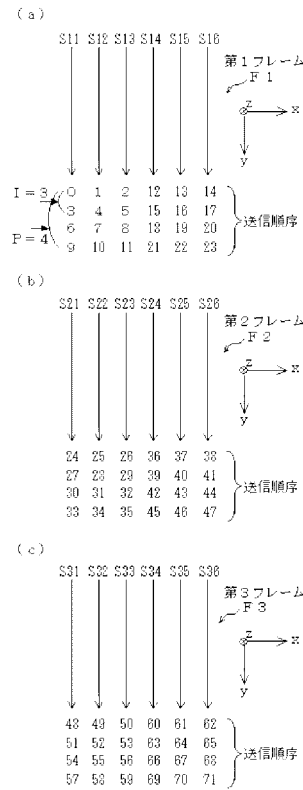 (a)
S11 S12 S13 S14 S15 S16
第1フレーム
F1
z
x
y
I=3
0 1 2 12 13 14
3 4 5 15 16 17
P=4
6 7 8 18 19 20
9 10 11 21 22 23
送信順序
(b)
S21 S22 S23 S24 S25 S26
第2フレーム
F2
z
x
y
24 25 26 36 37 38
27 28 29 39 40 41
30 31 32 42 43 44
33 34 35 45 46 47
送信順序
(c)
S31 S32 S33 S34 S35 S36
第3フレーム
F3
z
x
y
48 49 50 60 61 62
51 52 53 63 64 65
54 55 56 66 67 68
57 58 59 69 70 71
送信順序